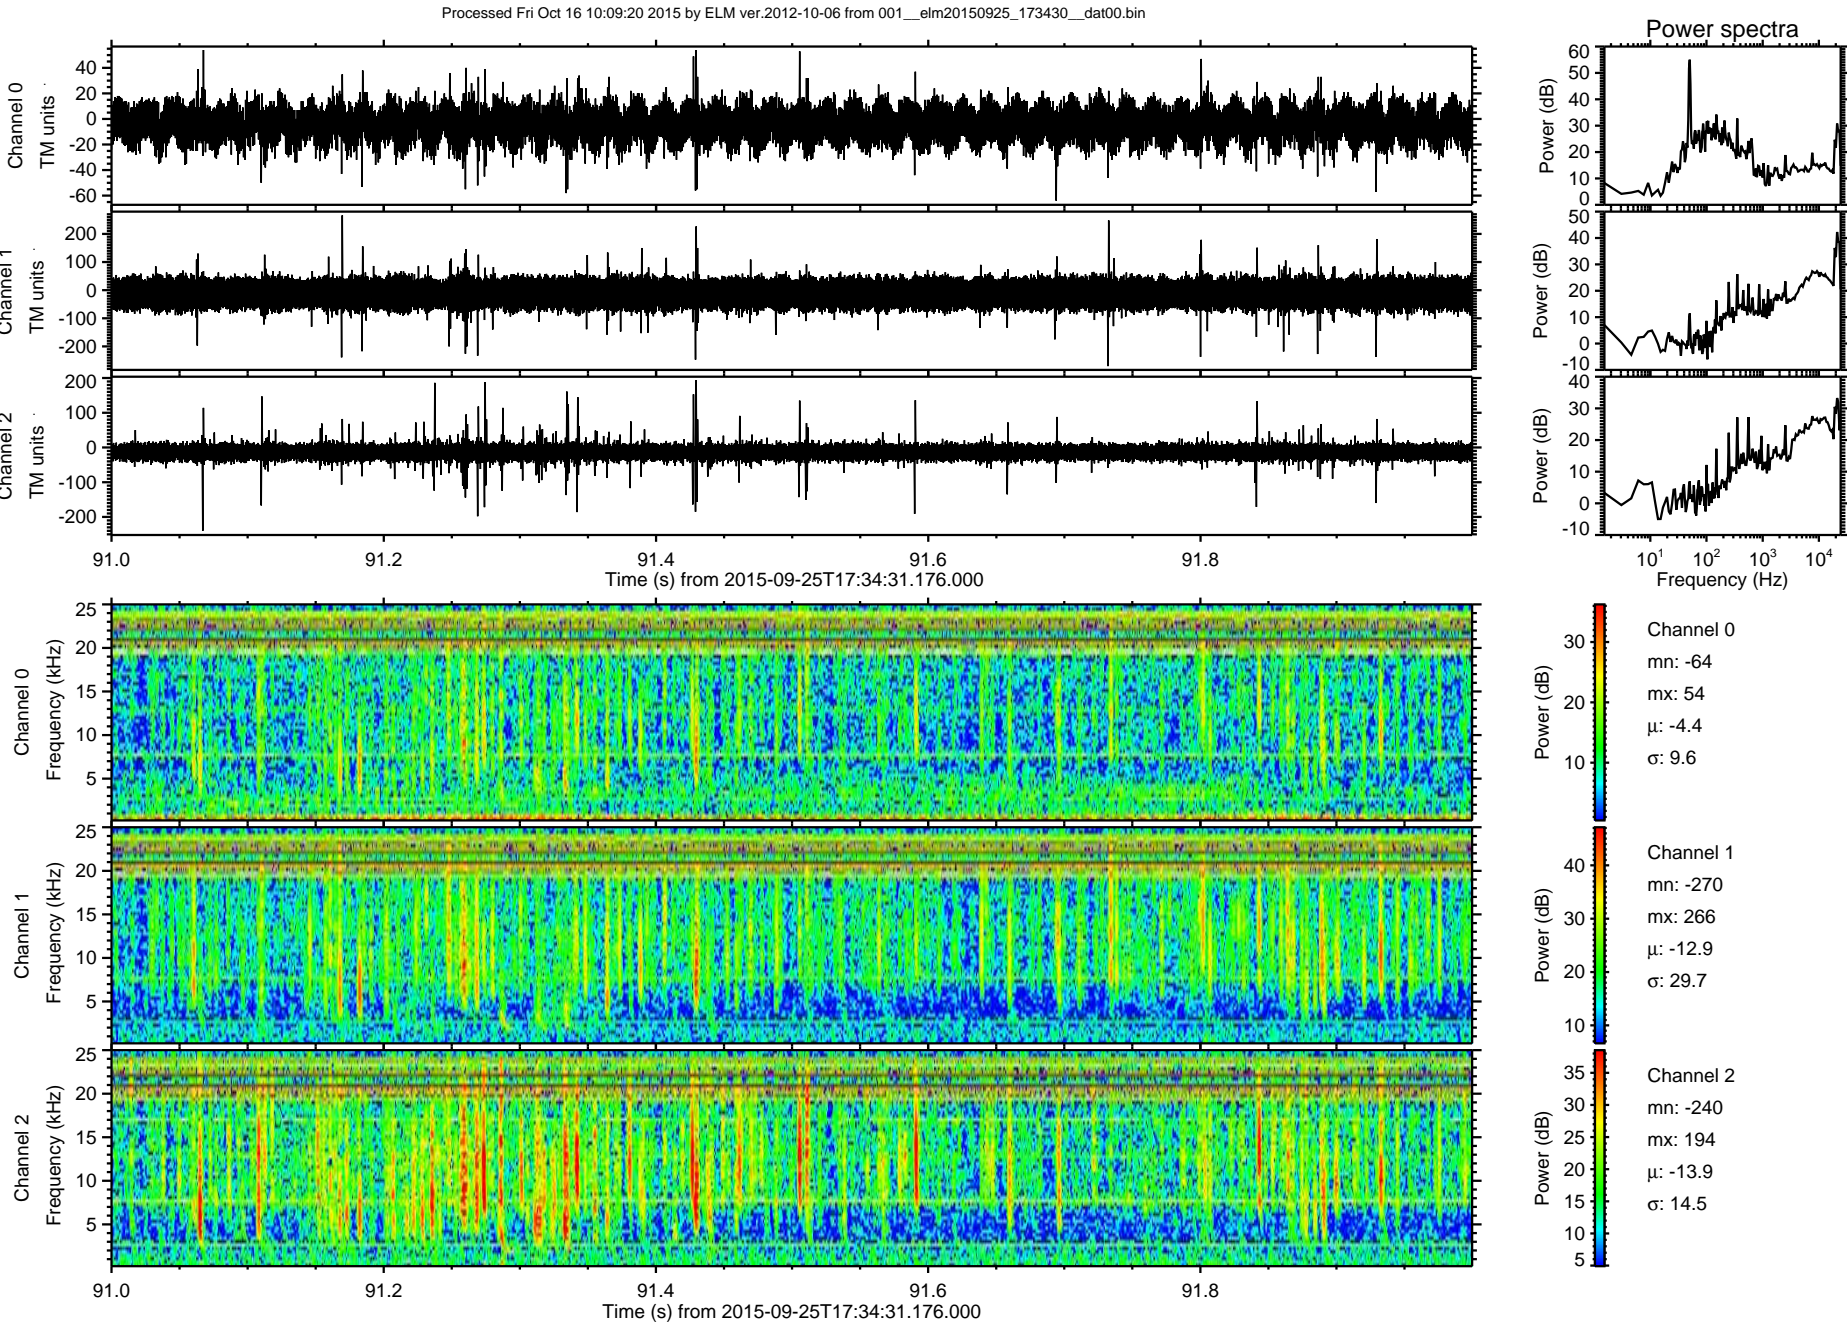 Processed Fri Oct 16 10:09:20 2015 by ELM ver.2012-10-06 from 001__elm20150925_173430__dat00.bin
Power spectra
Channel 0
TM units
40
20
0
-20
-40
-60
Power (dB)
60
50
40
30
20
10
0
Channel 1
TM units
200
100
0
-100
-200
Power (dB)
50
40
30
20
10
0
-10
Channel 2
TM units
200
100
0
-100
-200
Power (dB)
40
30
20
10
0
-10
91.0 91.2 91.4 91.6 91.8
Time (s) from 2015-09-25T17:34:31.176.000
10^1 10^2 10^3 10^4
Frequency (Hz)
Channel 0
Frequency (kHz)
25
20
15
10
5
Power (dB)
30
20
10
Channel 0
mn: -64
mx: 54
μ: -4.4
σ: 9.6
Channel 1
Frequency (kHz)
25
20
15
10
5
Power (dB)
40
30
20
10
Channel 1
mn: -270
mx: 266
μ: -12.9
σ: 29.7
Channel 2
Frequency (kHz)
25
20
15
10
5
Power (dB)
35
30
25
20
15
10
5
Channel 2
mn: -240
mx: 194
μ: -13.9
σ: 14.5
91.0 91.2 91.4 91.6 91.8
Time (s) from 2015-09-25T17:34:31.176.000